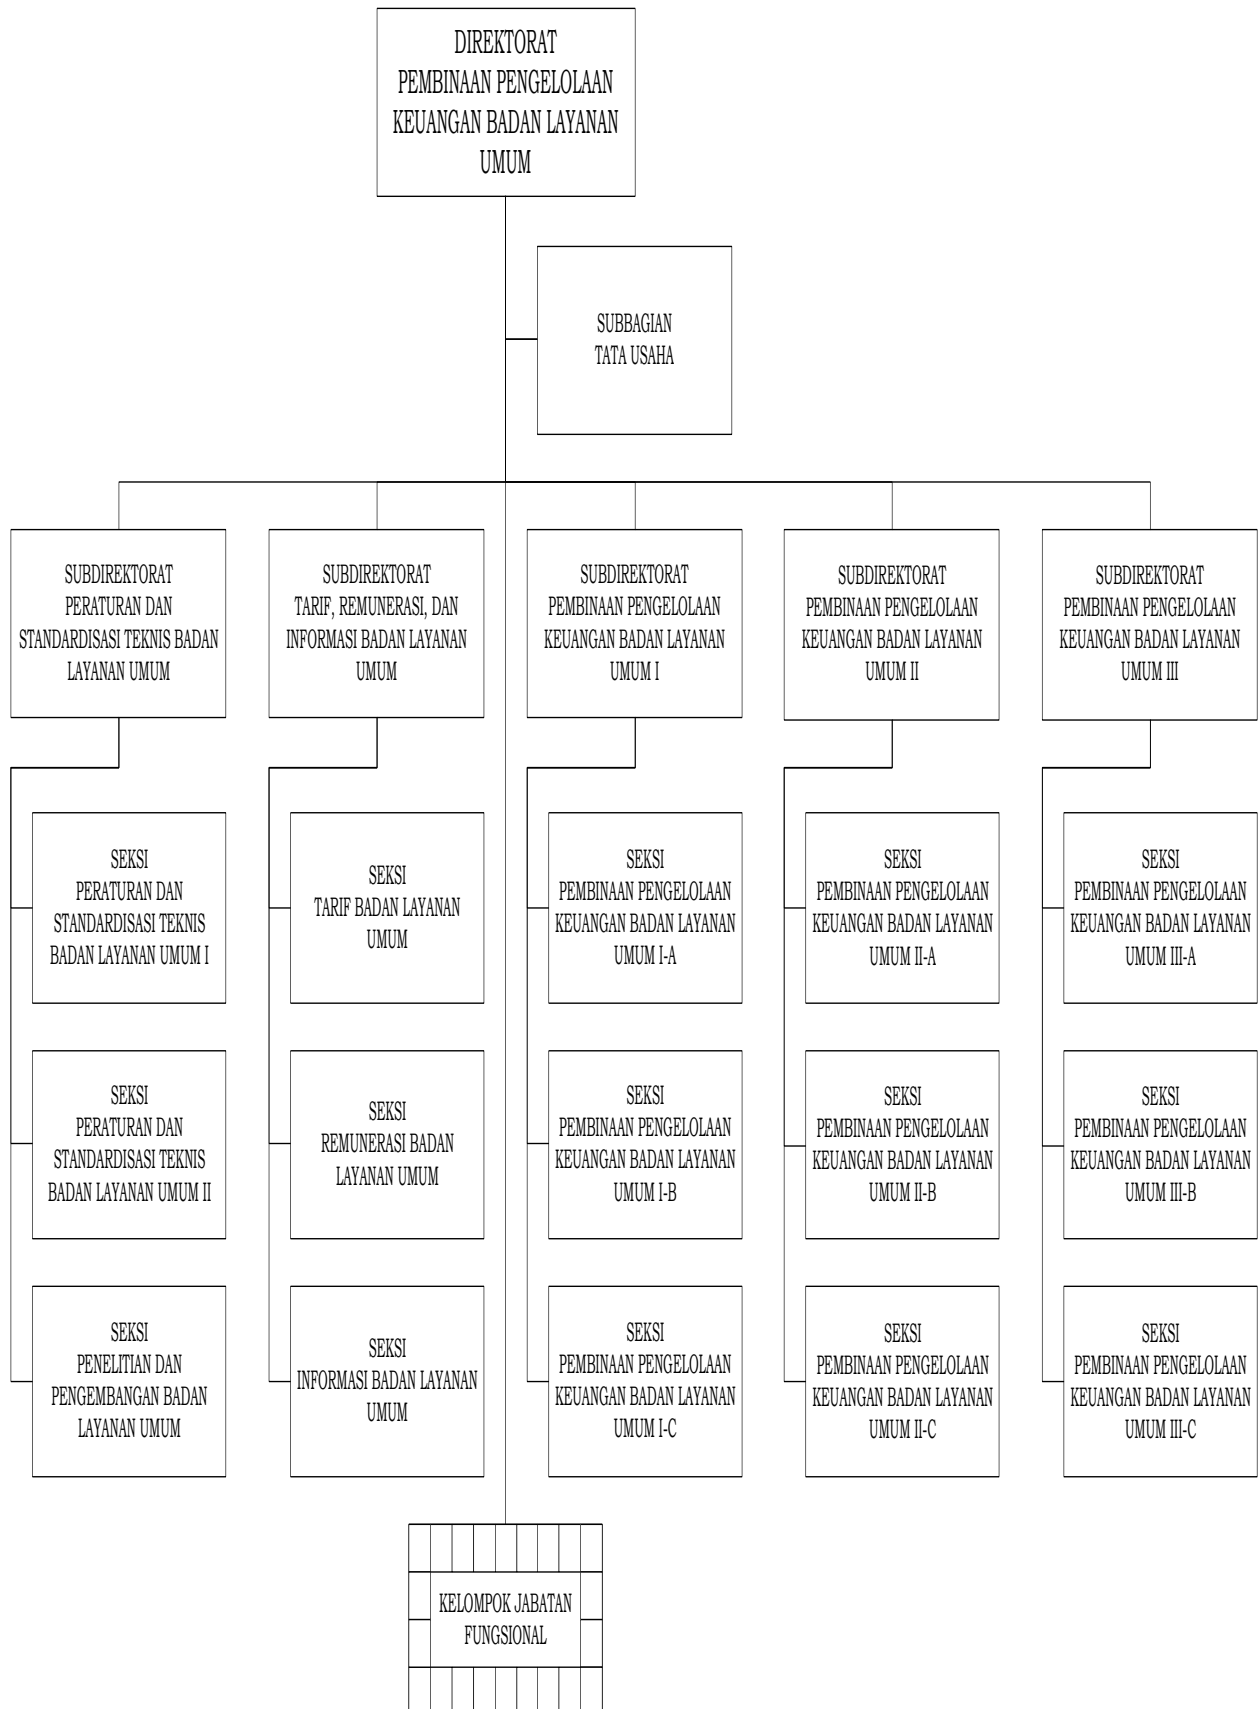 DIREKTORAT
PEMBINAAN PENGELOLAAN
KEUANGAN BADAN LAYANAN
UMUM
SUBBAGIAN
TATA USAHA
SUBDIREKTORAT
PERATURAN DAN
STANDARDISASI TEKNIS BADAN
LAYANAN UMUM
SUBDIREKTORAT
TARIF, REMUNERASI, DAN
INFORMASI BADAN LAYANAN
UMUM
SUBDIREKTORAT
PEMBINAAN PENGELOLAAN
KEUANGAN BADAN LAYANAN
UMUM I
SUBDIREKTORAT
PEMBINAAN PENGELOLAAN
KEUANGAN BADAN LAYANAN
UMUM II
SUBDIREKTORAT
PEMBINAAN PENGELOLAAN
KEUANGAN BADAN LAYANAN
UMUM III
SEKSI
PERATURAN DAN
STANDARDISASI TEKNIS
BADAN LAYANAN UMUM I
SEKSI
TARIF BADAN LAYANAN
UMUM
SEKSI
PEMBINAAN PENGELOLAAN
KEUANGAN BADAN LAYANAN
UMUM I-A
SEKSI
PEMBINAAN PENGELOLAAN
KEUANGAN BADAN LAYANAN
UMUM II-A
SEKSI
PEMBINAAN PENGELOLAAN
KEUANGAN BADAN LAYANAN
UMUM III-A
SEKSI
PERATURAN DAN
STANDARDISASI TEKNIS
BADAN LAYANAN UMUM II
SEKSI
REMUNERASI BADAN
LAYANAN UMUM
SEKSI
PEMBINAAN PENGELOLAAN
KEUANGAN BADAN LAYANAN
UMUM I-B
SEKSI
PEMBINAAN PENGELOLAAN
KEUANGAN BADAN LAYANAN
UMUM II-B
SEKSI
PEMBINAAN PENGELOLAAN
KEUANGAN BADAN LAYANAN
UMUM III-B
SEKSI
PENELITIAN DAN
PENGEMBANGAN BADAN
LAYANAN UMUM
SEKSI
INFORMASI BADAN LAYANAN
UMUM
SEKSI
PEMBINAAN PENGELOLAAN
KEUANGAN BADAN LAYANAN
UMUM I-C
SEKSI
PEMBINAAN PENGELOLAAN
KEUANGAN BADAN LAYANAN
UMUM II-C
SEKSI
PEMBINAAN PENGELOLAAN
KEUANGAN BADAN LAYANAN
UMUM III-C
KELOMPOK JABATAN
FUNGSIONAL